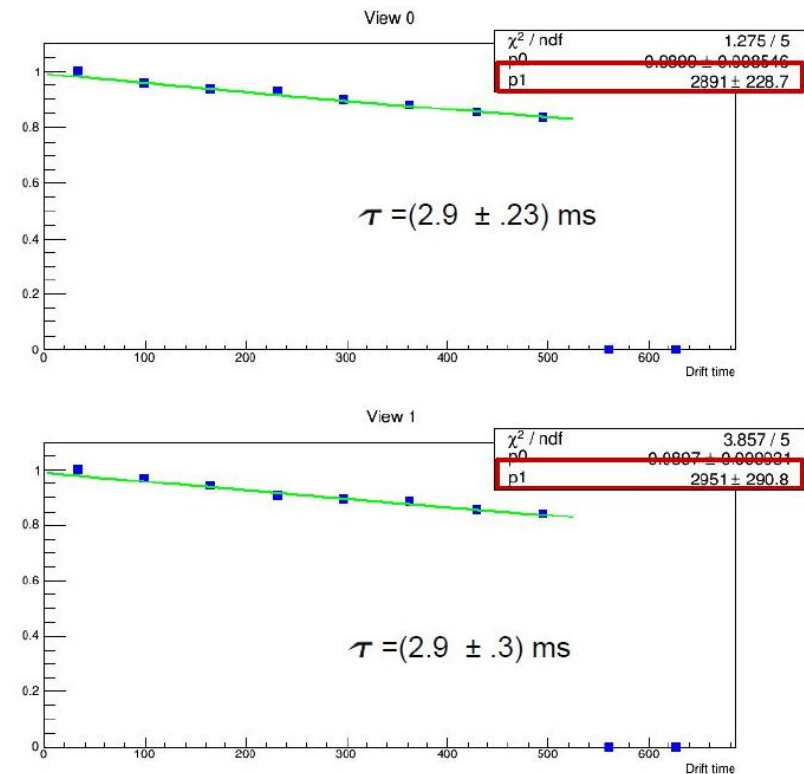 View 0
χ² / ndf 1.275 / 5
p0
p1 2891 ± 228.7
1
0.8
0.6
τ =(2.9 ± .23) ms
0.4
0.2
0
0 100 200 300 400 500 600
Drift time
View 1
χ² / ndf 3.857 / 5
p0
p1 2951 ± 290.8
1
0.8
0.6
0.4
τ =(2.9 ± .3) ms
0.2
0
0 100 200 300 400 500 600
Drift time